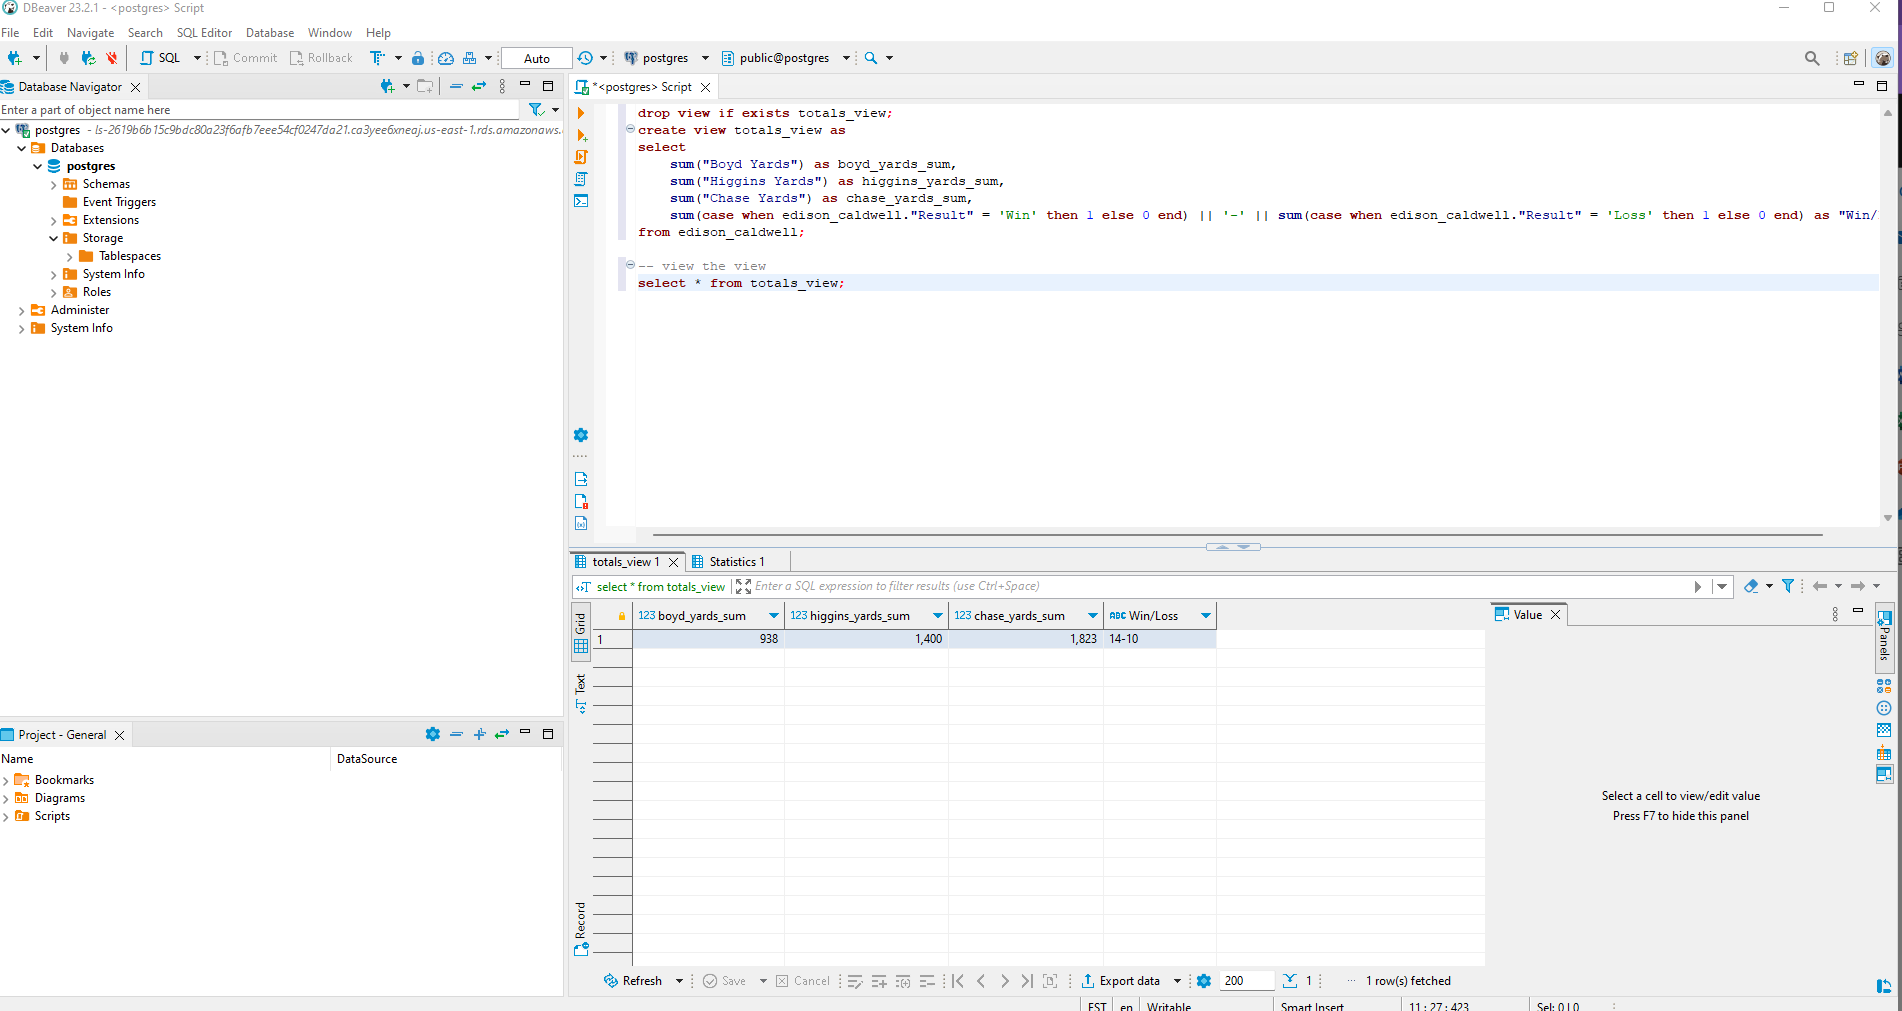 DBeaver 23.2.1 - <postgres> Script
File Edit Navigate Search SQL Editor Database Window Help
SQL Commit Rollback Auto postgres public@postgres
Database Navigator
Enter a part of object name here
postgres - ls-2619b6b15c9bdc80a23f6afb7eee54cf0247da21.ca3yee6xneaj.us-east-1.rds.amazonaws.
Databases
postgres
Schemas
Event Triggers
Extensions
Storage
Tablespaces
System Info
Roles
Administer
System Info
Project - General
Name DataSource
Bookmarks
Diagrams
Scripts
*<postgres> Script
drop view if exists totals_view;
create view totals_view as
select
sum("Boyd Yards") as boyd_yards_sum,
sum("Higgins Yards") as higgins_yards_sum,
sum("Chase Yards") as chase_yards_sum,
sum(case when edison_caldwell."Result" = 'Win' then 1 else 0 end) || '-' || sum(case when edison_caldwell."Result" = 'Loss' then 1 else 0 end) as "Win/
from edison_caldwell;
-- view the view
select * from totals_view;
totals_view 1 Statistics 1
select * from totals_view Enter a SQL expression to filter results (use Ctrl+Space)
Grid
Text
Record
123 boyd_yards_sum 123 higgins_yards_sum 123 chase_yards_sum ABC Win/Loss
1 938 1,400 1,823 14-10
Value
Panels
Select a cell to view/edit value
Press F7 to hide this panel
Refresh Save Cancel Export data 200 1 1 row(s) fetched
EST en Writable Smart Insert 11 : 27 : 423 Sel: 0 | 0